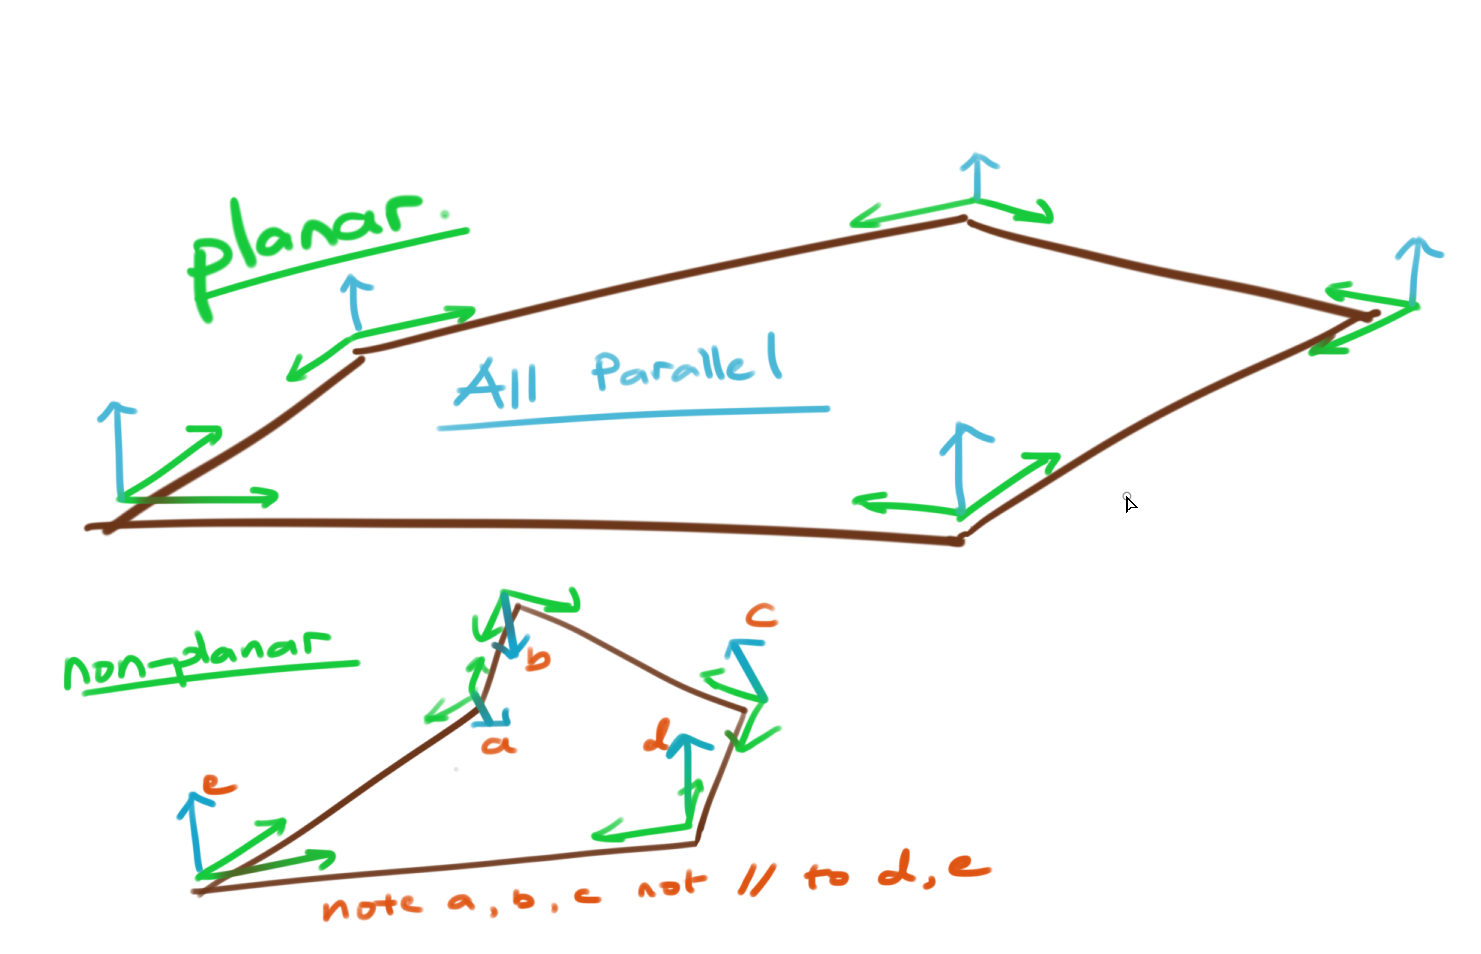 planar.
All Parallel
non-planar
c
b
d
a
e
note a, b, c not // to d, e